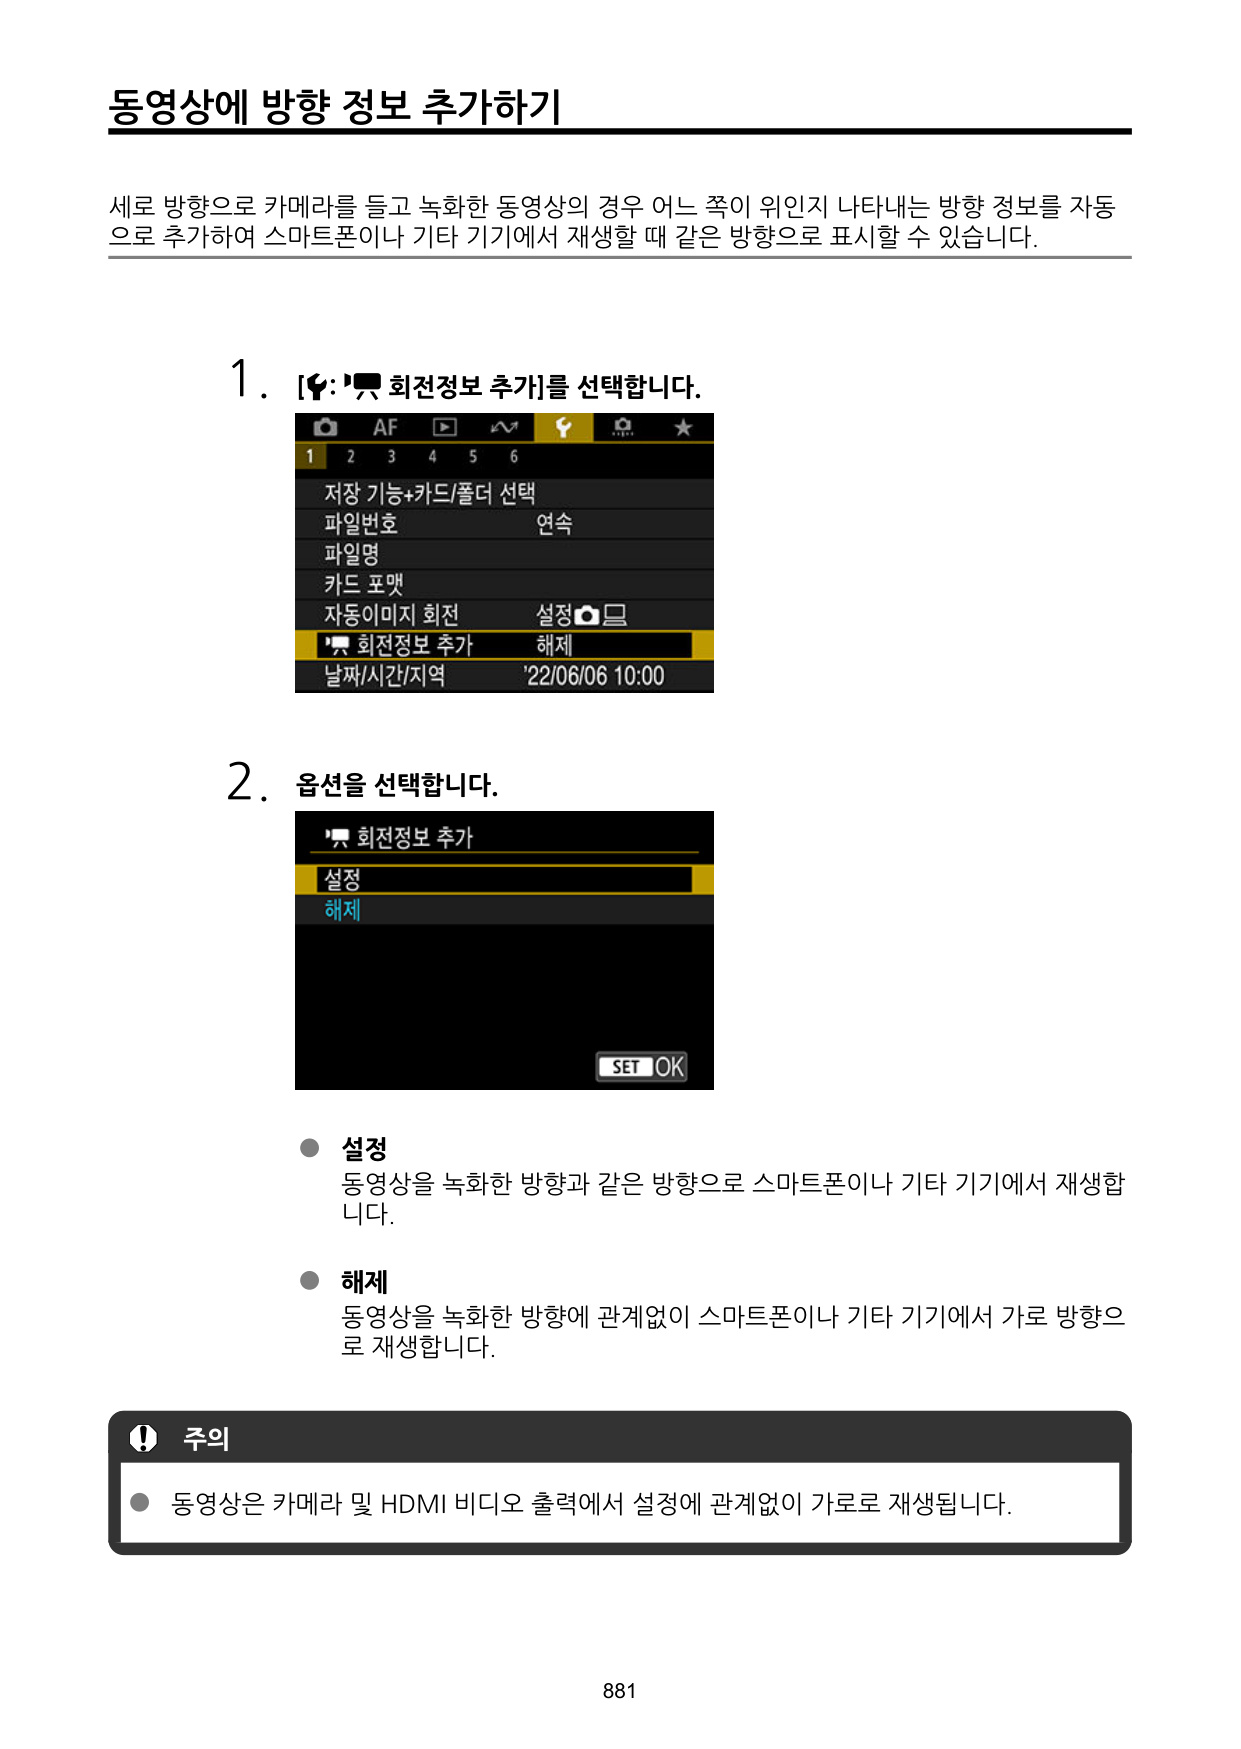 동영상에 방향 정보 추가하기
세로 방향으로 카메라를 들고 녹화한 동영상의 경우 어느 쪽이 위인지 나타내는 방향 정보를 자동
으로 추가하여 스마트폰이나 기타 기기에서 재생할 때 같은 방향으로 표시할 수 있습니다.
1. [: 회전정보 추가]를 선택합니다.
AF
1 2 3 4 5 6
저장 기능+카드/폴더 선택
파일번호 연속
파일명
카드 포맷
자동이미지 회전 설정
회전정보 추가 해제
날짜/시간/지역 '22/06/06 10:00
2. 옵션을 선택합니다.
회전정보 추가
설정
해제
SET OK
● 설정
동영상을 녹화한 방향과 같은 방향으로 스마트폰이나 기타 기기에서 재생합
니다.
● 해제
동영상을 녹화한 방향에 관계없이 스마트폰이나 기타 기기에서 가로 방향으
로 재생합니다.
주의
● 동영상은 카메라 및 HDMI 비디오 출력에서 설정에 관계없이 가로로 재생됩니다.
881